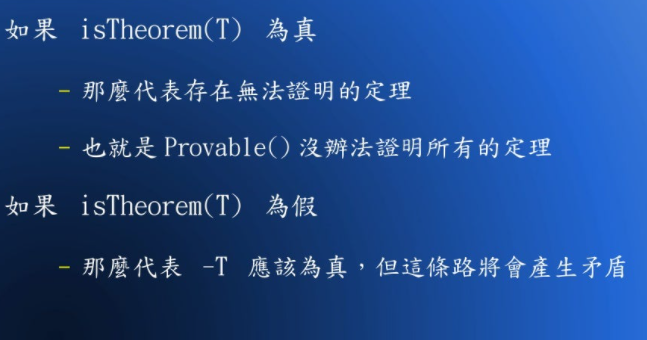 如果 isTheorem(T) 為真
– 那麼代表存在無法證明的定理
– 也就是 Provable() 沒辦法證明所有的定理
如果 isTheorem(T) 為假
– 那麼代表 -T 應該為真，但這條路將會產生矛盾